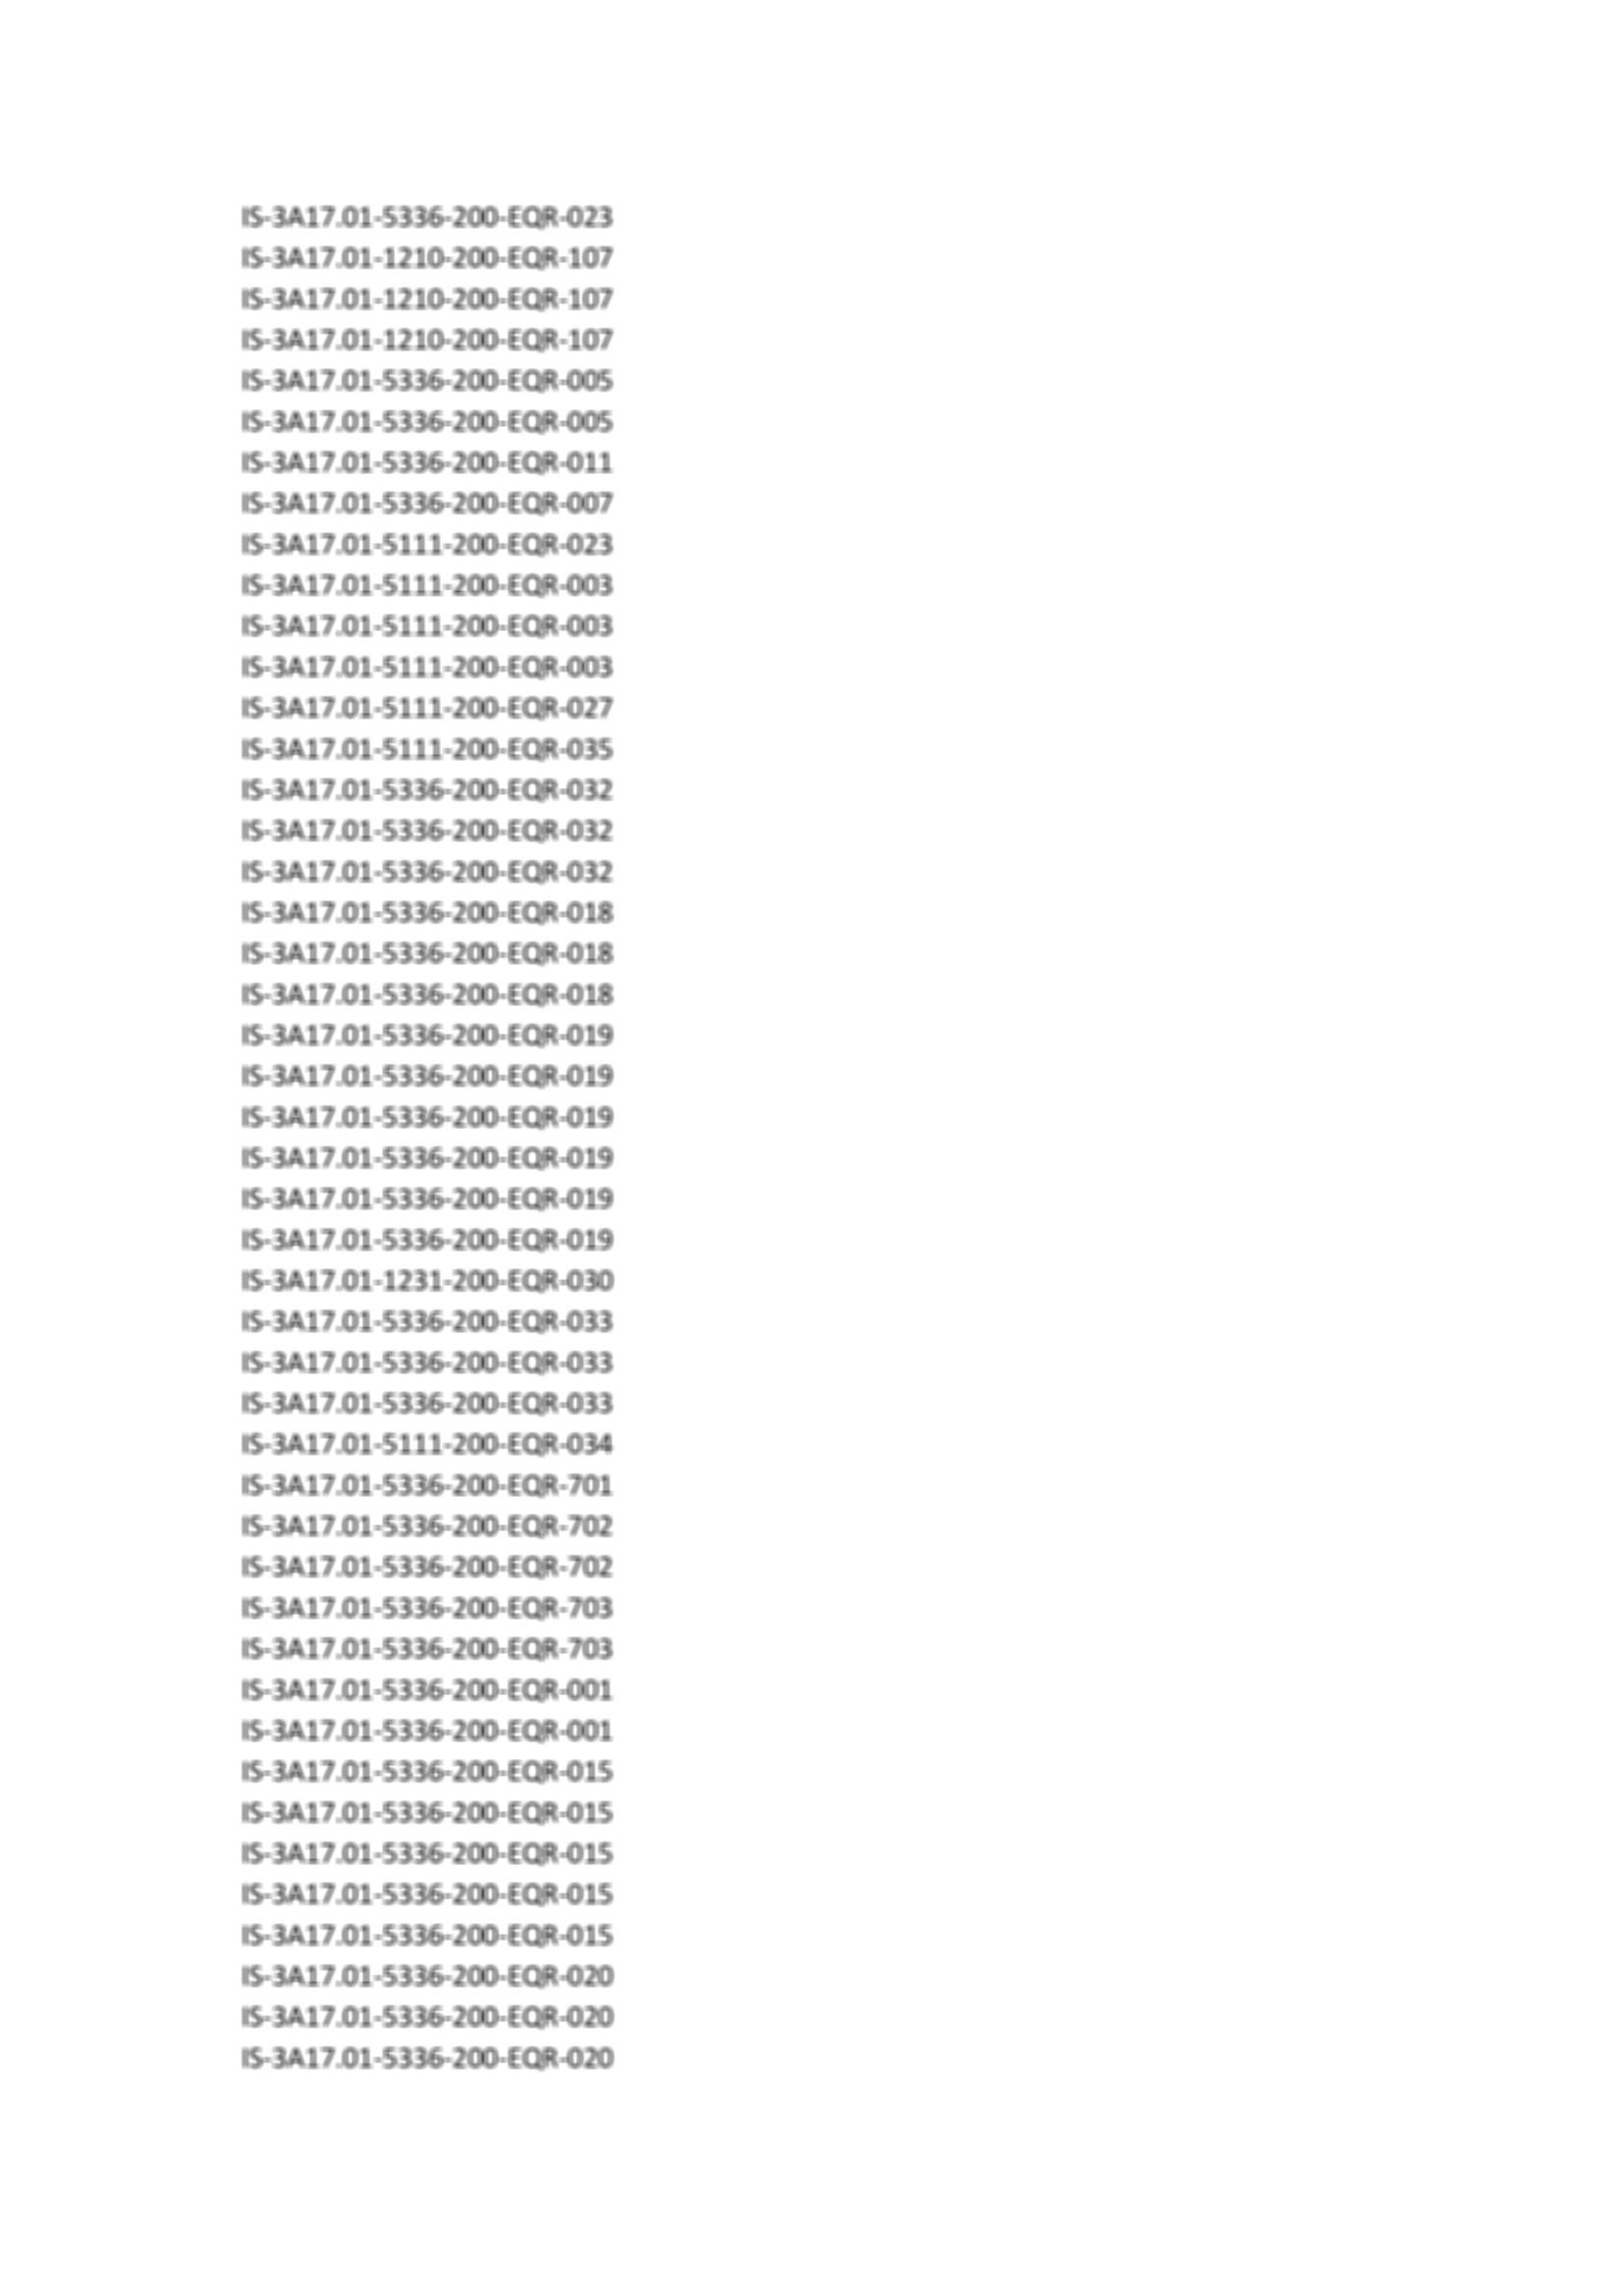 IS-3A17.01-5336-200-EQR-023
IS-3A17.01-1210-200-EQR-107
IS-3A17.01-1210-200-EQR-107
IS-3A17.01-1210-200-EQR-107
IS-3A17.01-5336-200-EQR-005
IS-3A17.01-5336-200-EQR-005
IS-3A17.01-5336-200-EQR-011
IS-3A17.01-5336-200-EQR-007
IS-3A17.01-5111-200-EQR-023
IS-3A17.01-5111-200-EQR-003
IS-3A17.01-5111-200-EQR-003
IS-3A17.01-5111-200-EQR-003
IS-3A17.01-5111-200-EQR-027
IS-3A17.01-5111-200-EQR-035
IS-3A17.01-5336-200-EQR-032
IS-3A17.01-5336-200-EQR-032
IS-3A17.01-5336-200-EQR-032
IS-3A17.01-5336-200-EQR-018
IS-3A17.01-5336-200-EQR-018
IS-3A17.01-5336-200-EQR-018
IS-3A17.01-5336-200-EQR-019
IS-3A17.01-5336-200-EQR-019
IS-3A17.01-5336-200-EQR-019
IS-3A17.01-5336-200-EQR-019
IS-3A17.01-5336-200-EQR-019
IS-3A17.01-5336-200-EQR-019
IS-3A17.01-1231-200-EQR-030
IS-3A17.01-5336-200-EQR-033
IS-3A17.01-5336-200-EQR-033
IS-3A17.01-5336-200-EQR-033
IS-3A17.01-5111-200-EQR-034
IS-3A17.01-5336-200-EQR-701
IS-3A17.01-5336-200-EQR-702
IS-3A17.01-5336-200-EQR-702
IS-3A17.01-5336-200-EQR-703
IS-3A17.01-5336-200-EQR-703
IS-3A17.01-5336-200-EQR-001
IS-3A17.01-5336-200-EQR-001
IS-3A17.01-5336-200-EQR-015
IS-3A17.01-5336-200-EQR-015
IS-3A17.01-5336-200-EQR-015
IS-3A17.01-5336-200-EQR-015
IS-3A17.01-5336-200-EQR-015
IS-3A17.01-5336-200-EQR-020
IS-3A17.01-5336-200-EQR-020
IS-3A17.01-5336-200-EQR-020